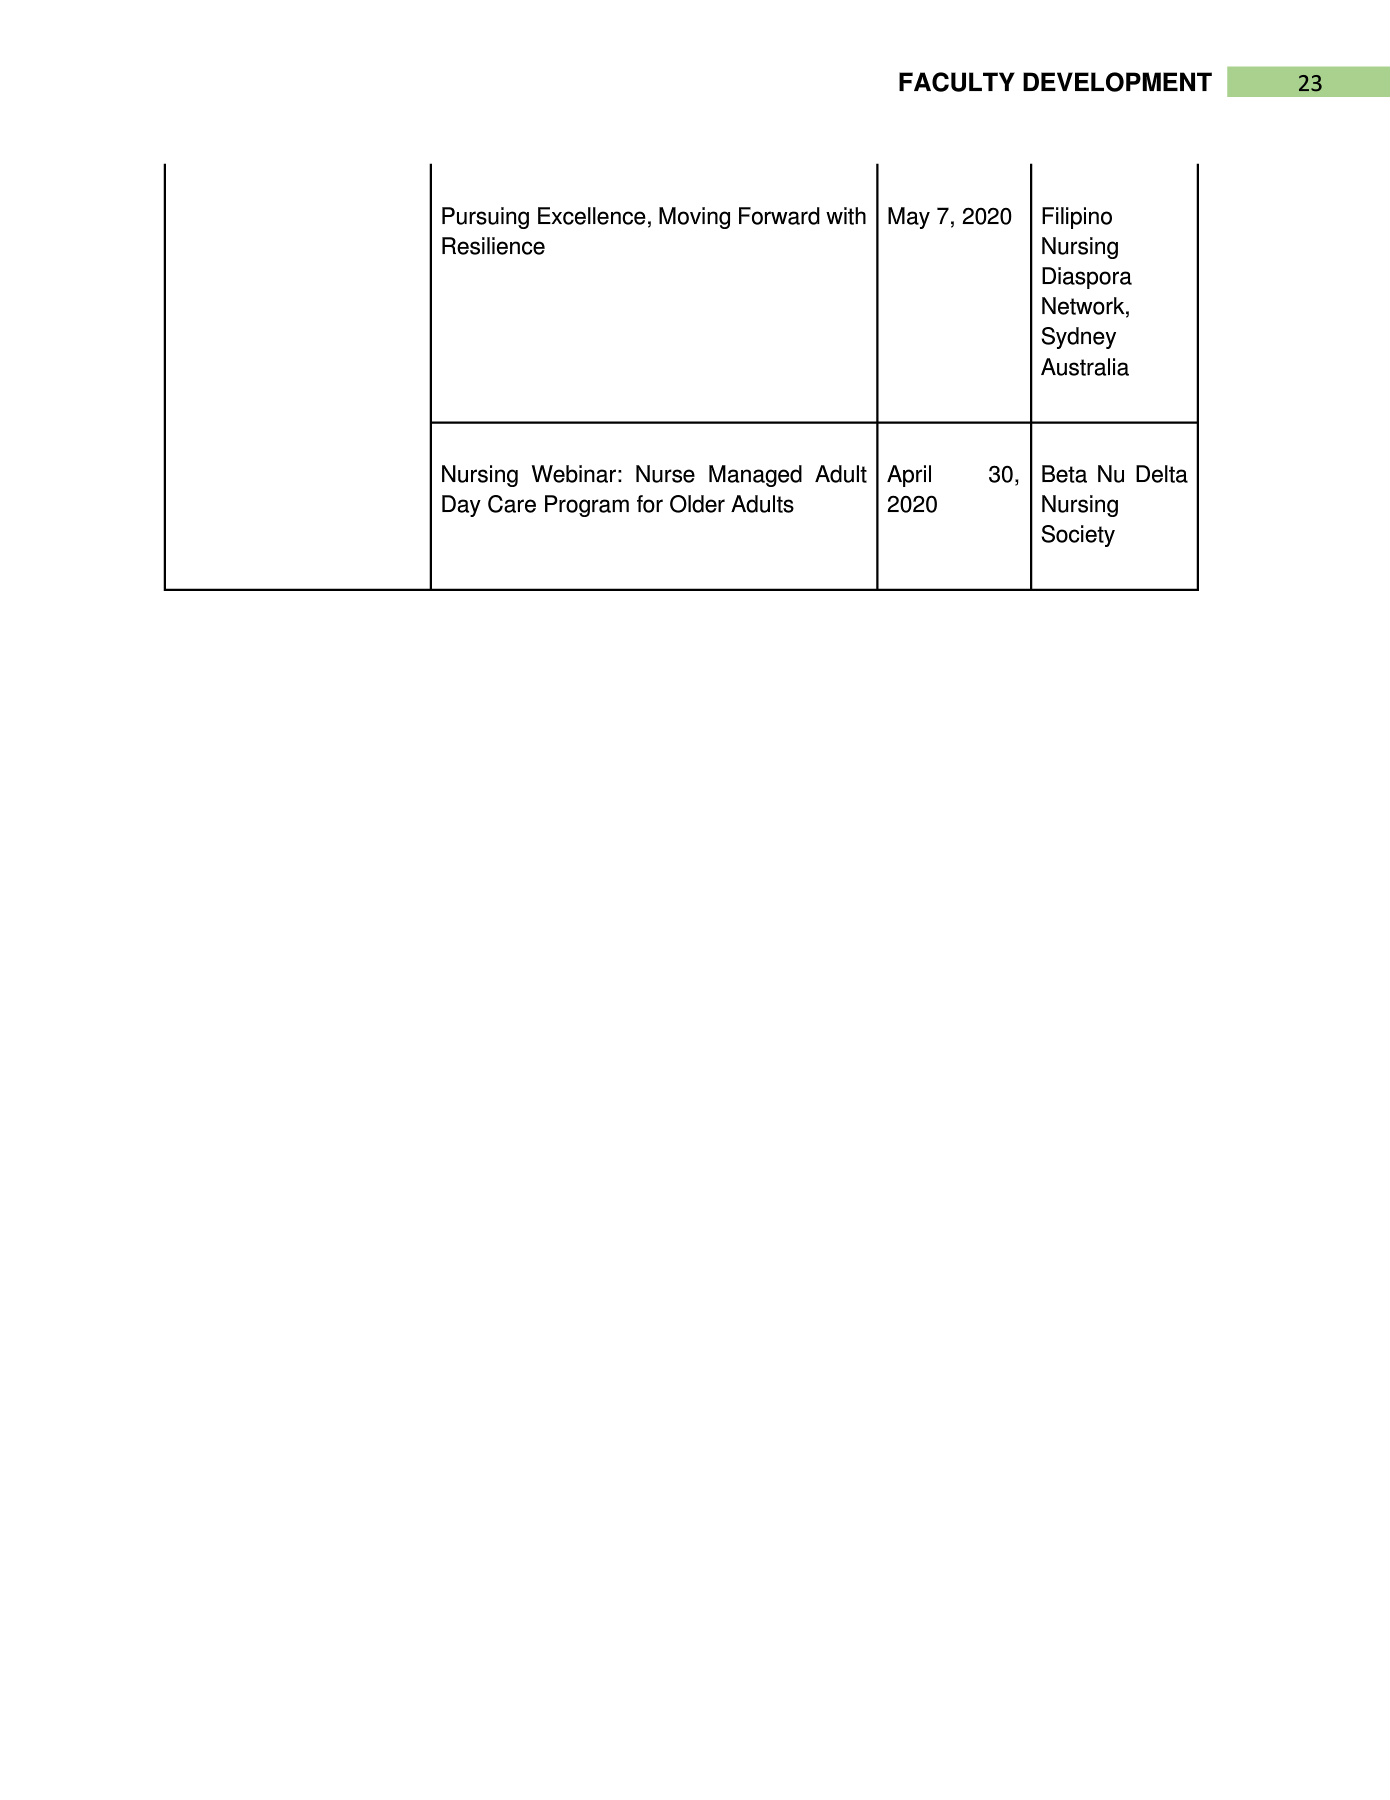 FACULTY DEVELOPMENT 23
Pursuing Excellence, Moving Forward with
Resilience
May 7, 2020
Filipino
Nursing
Diaspora
Network,
Sydney
Australia
Nursing Webinar: Nurse Managed Adult
Day Care Program for Older Adults
April 30,
2020
Beta Nu Delta
Nursing
Society